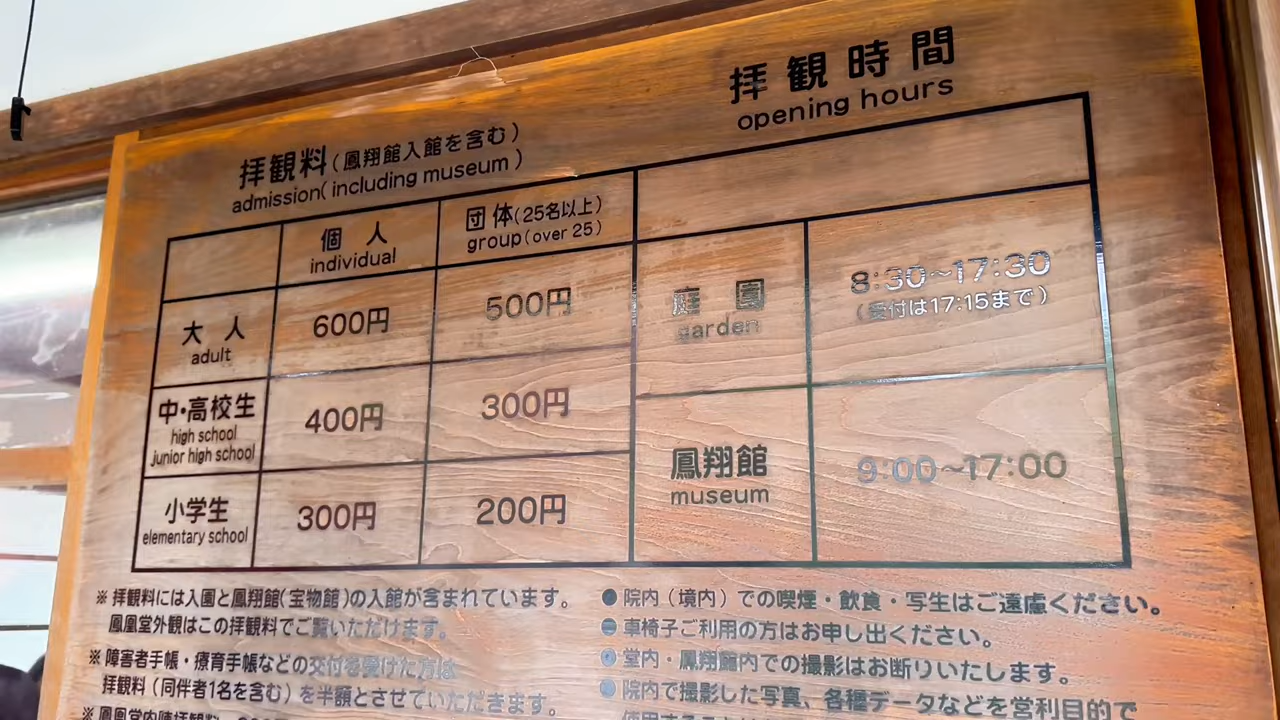 拝観料(鳳翔館入館を含む)
admission( including museum )
個 人
individual
団 体(25名以上)
group(over 25)
大 人
adult
600円
500円
中・高校生
high school
junior high school
400円
300円
小学生
elementary school
300円
200円
拝観時間
opening hours
庭 園
garden
8:30~17:30
(受付は17:15まで)
鳳翔館
museum
9:00~17:00
※ 拝観料には入園と鳳翔館(宝物館)の入館が含まれています。
鳳凰堂外観はこの拝観料でご覧いただけます。
※ 障害者手帳・療育手帳などの交付を受けた方は
拝観料(同伴者1名を含む)を半額とさせていただきます。
※ 鳳凰堂内陣拝観料
● 院内(境内)での喫煙・飲食・写生はご遠慮ください。
● 車椅子ご利用の方はお申し出ください。
● 堂内・鳳翔館内での撮影はお断りいたします。
● 院内で撮影した写真、各種データなどを営利目的で